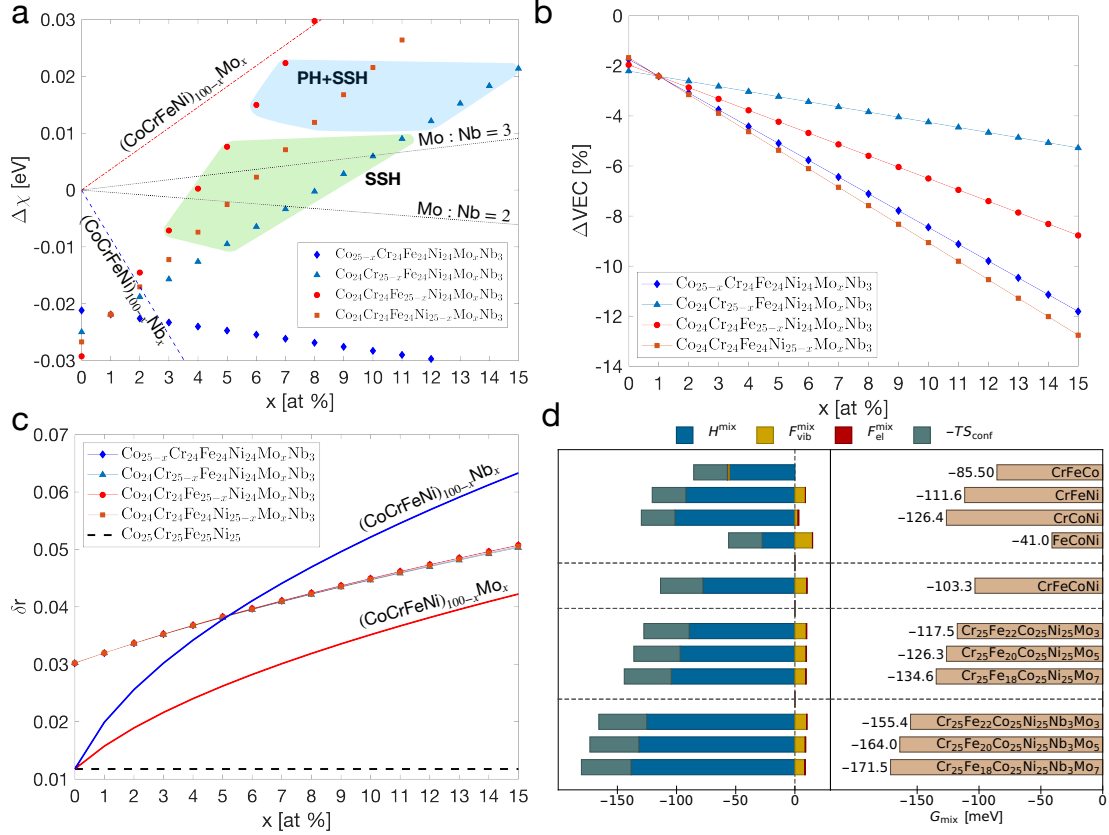 a
0.03
0.02
0.01
0
-0.01
-0.02
-0.03
Δχ [eV]
(CoCrFeNi)100-xMox
PH+SSH
Mo : Nb = 3
SSH
Mo : Nb = 2
(CoCrFeNi)100-xNbx
Co25−xCr24Fe24Ni24MoxNb3
Co24Cr25−xFe24Ni24MoxNb3
Co24Cr24Fe25−xNi24MoxNb3
Co24Cr24Fe24Ni25−xMoxNb3
0 1 2 3 4 5 6 7 8 9 10 11 12 13 14 15
x [at %]
b
-2
-4
-6
-8
-10
-12
-14
ΔVEC [%]
Co25−xCr24Fe24Ni24MoxNb3
Co24Cr25−xFe24Ni24MoxNb3
Co24Cr24Fe25−xNi24MoxNb3
Co24Cr24Fe24Ni25−xMoxNb3
0 1 2 3 4 5 6 7 8 9 10 11 12 13 14 15
x [at %]
c
0.07
0.06
0.05
0.04
0.03
0.02
0.01
δr
Co25−xCr24Fe24Ni24MoxNb3
Co24Cr25−xFe24Ni24MoxNb3
Co24Cr24Fe25−xNi24MoxNb3
Co24Cr24Fe24Ni25−xMoxNb3
Co25Cr25Fe25Ni25
(CoCrFeNi)100-xNbx
(CoCrFeNi)100-xMox
0 1 2 3 4 5 6 7 8 9 10 11 12 13 14 15
x [at %]
d
Hmix Fmixvib Fmixel −TSconf
−85.50 CrFeCo
−111.6 CrFeNi
−126.4 CrCoNi
−41.0 FeCoNi
−103.3 CrFeCoNi
−117.5 Cr25Fe22Co25Ni25Mo3
−126.3 Cr25Fe20Co25Ni25Mo5
−134.6 Cr25Fe18Co25Ni25Mo7
−155.4 Cr25Fe22Co25Ni25Nb3Mo3
−164.0 Cr25Fe20Co25Ni25Nb3Mo5
−171.5 Cr25Fe18Co25Ni25Nb3Mo7
−150 −100 −50 0
−150 −100 −50 0
Gmix [meV]